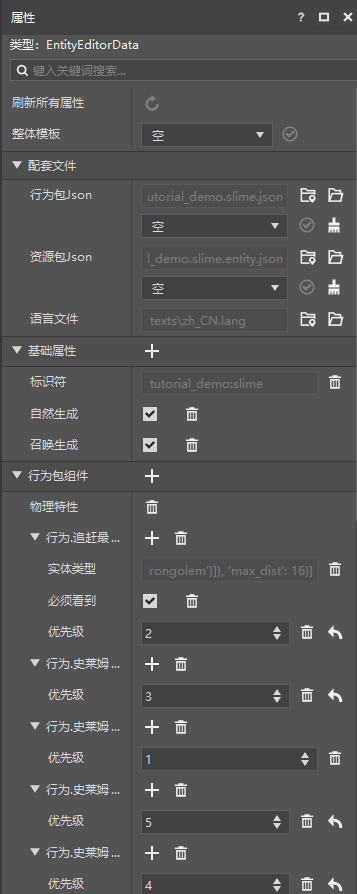 属性
类型：EntityEditorData
键入关键词搜索...
刷新所有属性
整体模板 空
配套文件
行为包Json utorial_demo.slime.json
空
资源包Json l_demo.slime.entity.json
空
语言文件 texts\zh_CN.lang
基础属性
标识符 tutorial_demo:slime
自然生成
召唤生成
行为包组件
物理特性
行为.追赶最 ...
实体类型 rongolem'}]}, 'max_dist': 16}]
必须看到
优先级 2
行为.史莱姆 ...
优先级 3
行为.史莱姆 ...
优先级 1
行为.史莱姆 ...
优先级 5
行为.史莱姆 ...
优先级 4